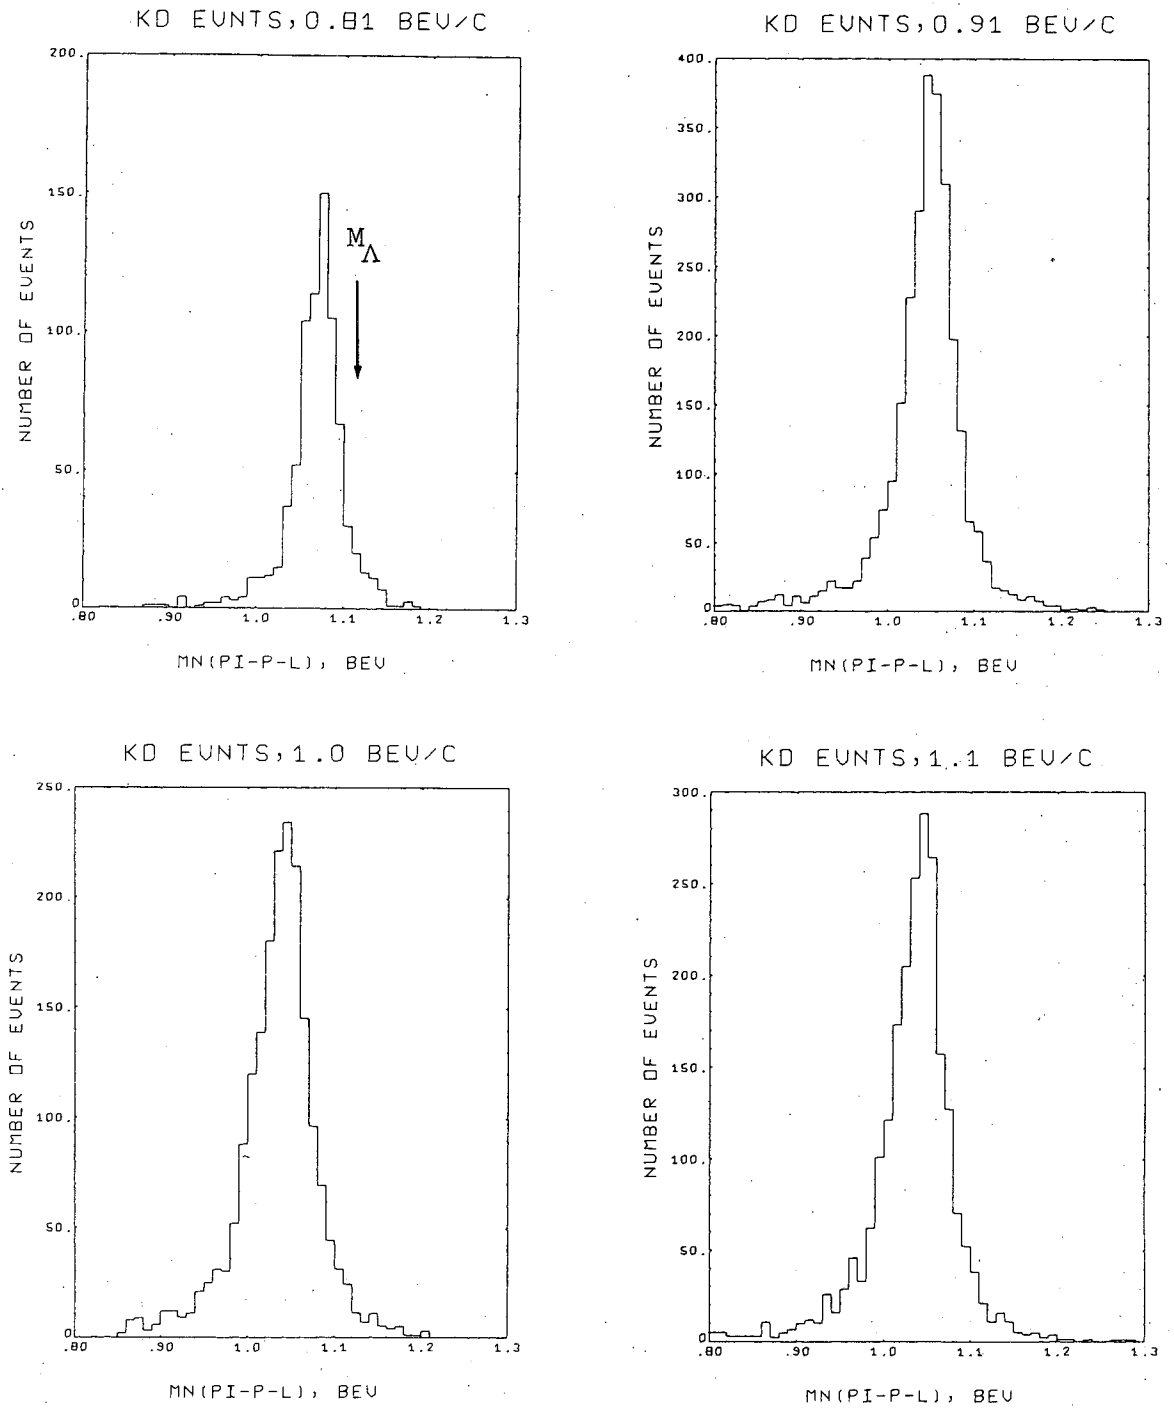 KD EVNTS, 0.81 BEV/C
200.
150.
100.
50.
0
.80 .90 1.0 1.1 1.2 1.3
NUMBER OF EVENTS
M
Λ
MN(PI-P-L), BEV
KD EVNTS, 0.91 BEV/C
400.
350.
300.
250.
200.
150.
100.
50.
0
.80 .90 1.0 1.1 1.2 1.3
NUMBER OF EVENTS
MN(PI-P-L), BEV
KD EVNTS, 1.0 BEV/C
250.
200.
150.
100.
50.
0
.80 .90 1.0 1.1 1.2 1.3
NUMBER OF EVENTS
MN(PI-P-L), BEV
KD EVNTS, 1.1 BEV/C
300.
250.
200.
150.
100.
50.
0
.80 .90 1.0 1.1 1.2 1.3
NUMBER OF EVENTS
MN(PI-P-L), BEV